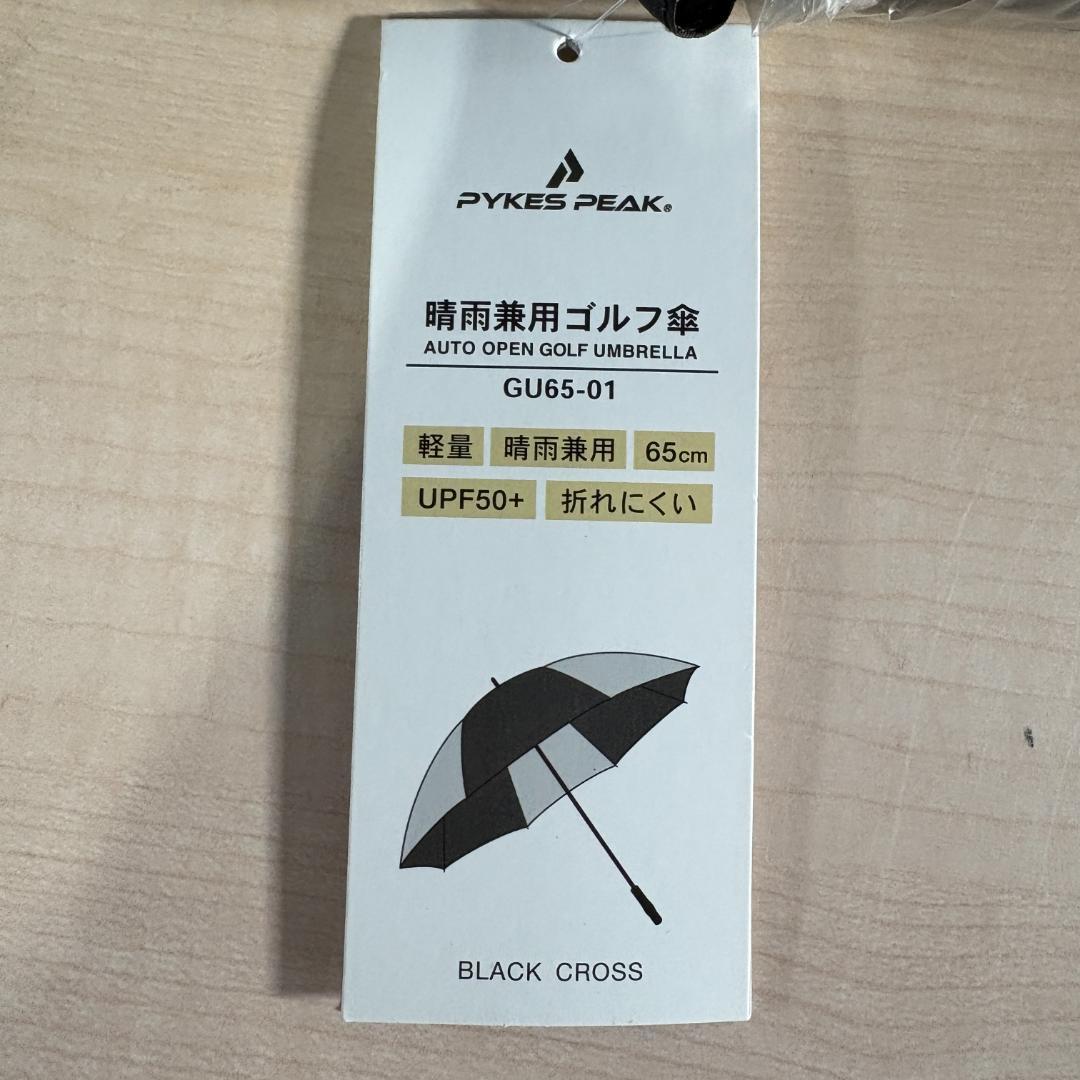 PYKES PEAK®
晴雨兼用ゴルフ傘
AUTO OPEN GOLF UMBRELLA
GU65-01
軽量 晴雨兼用 65cm
UPF50+ 折れにくい
BLACK CROSS